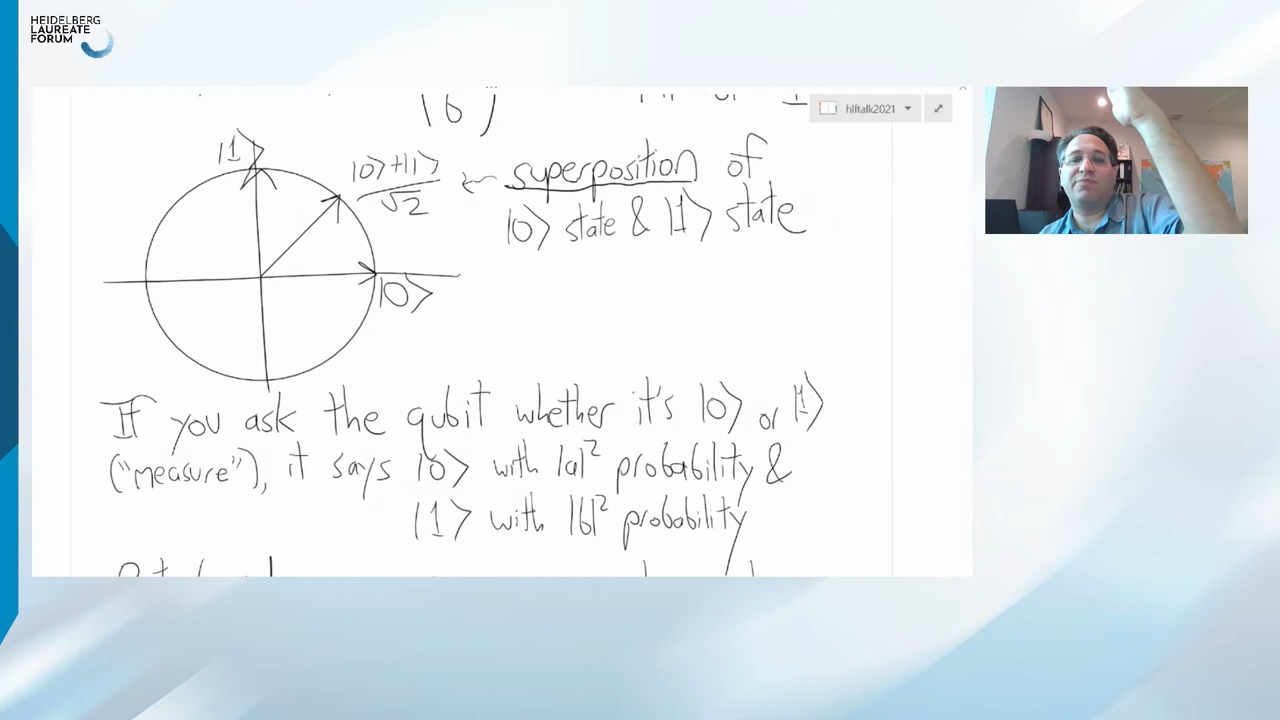 HEIDELBERG
LAUREATE
FORUM
hlftalk2021
|1⟩
|0⟩+|1⟩
√2
← superposition of
|0⟩ state & |1⟩ state
|0⟩
If you ask the qubit whether it's |0⟩ or |1⟩
("measure"), it says |0⟩ with |a|² probability &
|1⟩ with |b|² probability